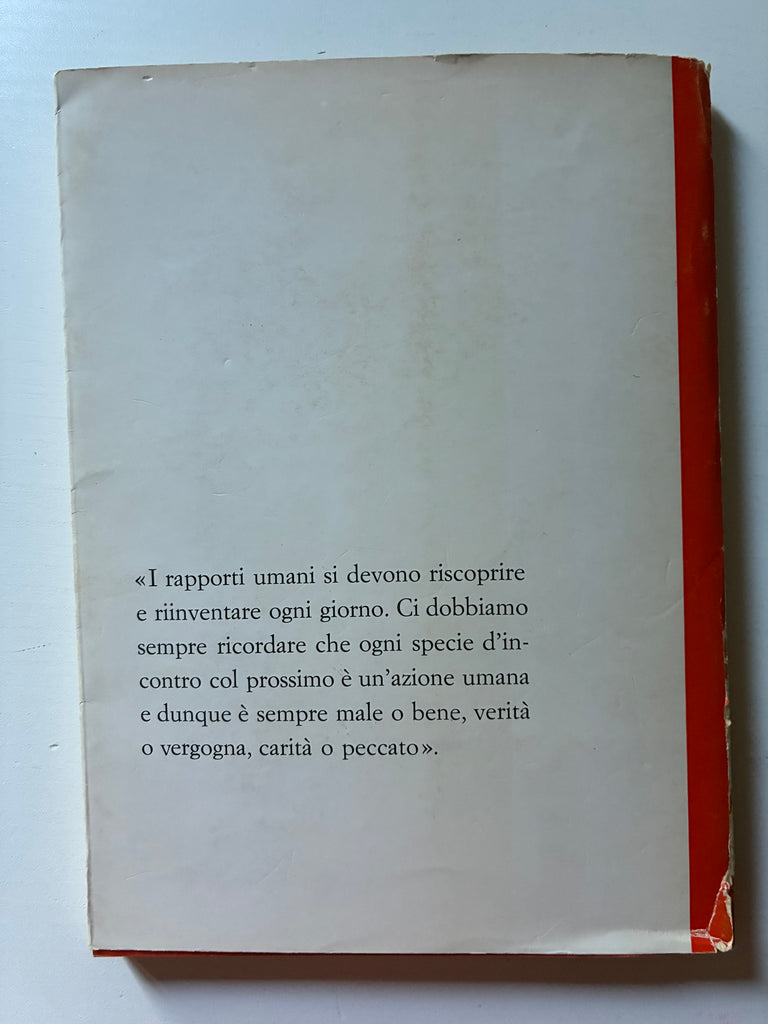 «I rapporti umani si devono riscoprire
e riinventare ogni giorno. Ci dobbiamo
sempre ricordare che ogni specie d'in-
contro col prossimo è un'azione umana
e dunque è sempre male o bene, verità
o vergogna, carità o peccato».